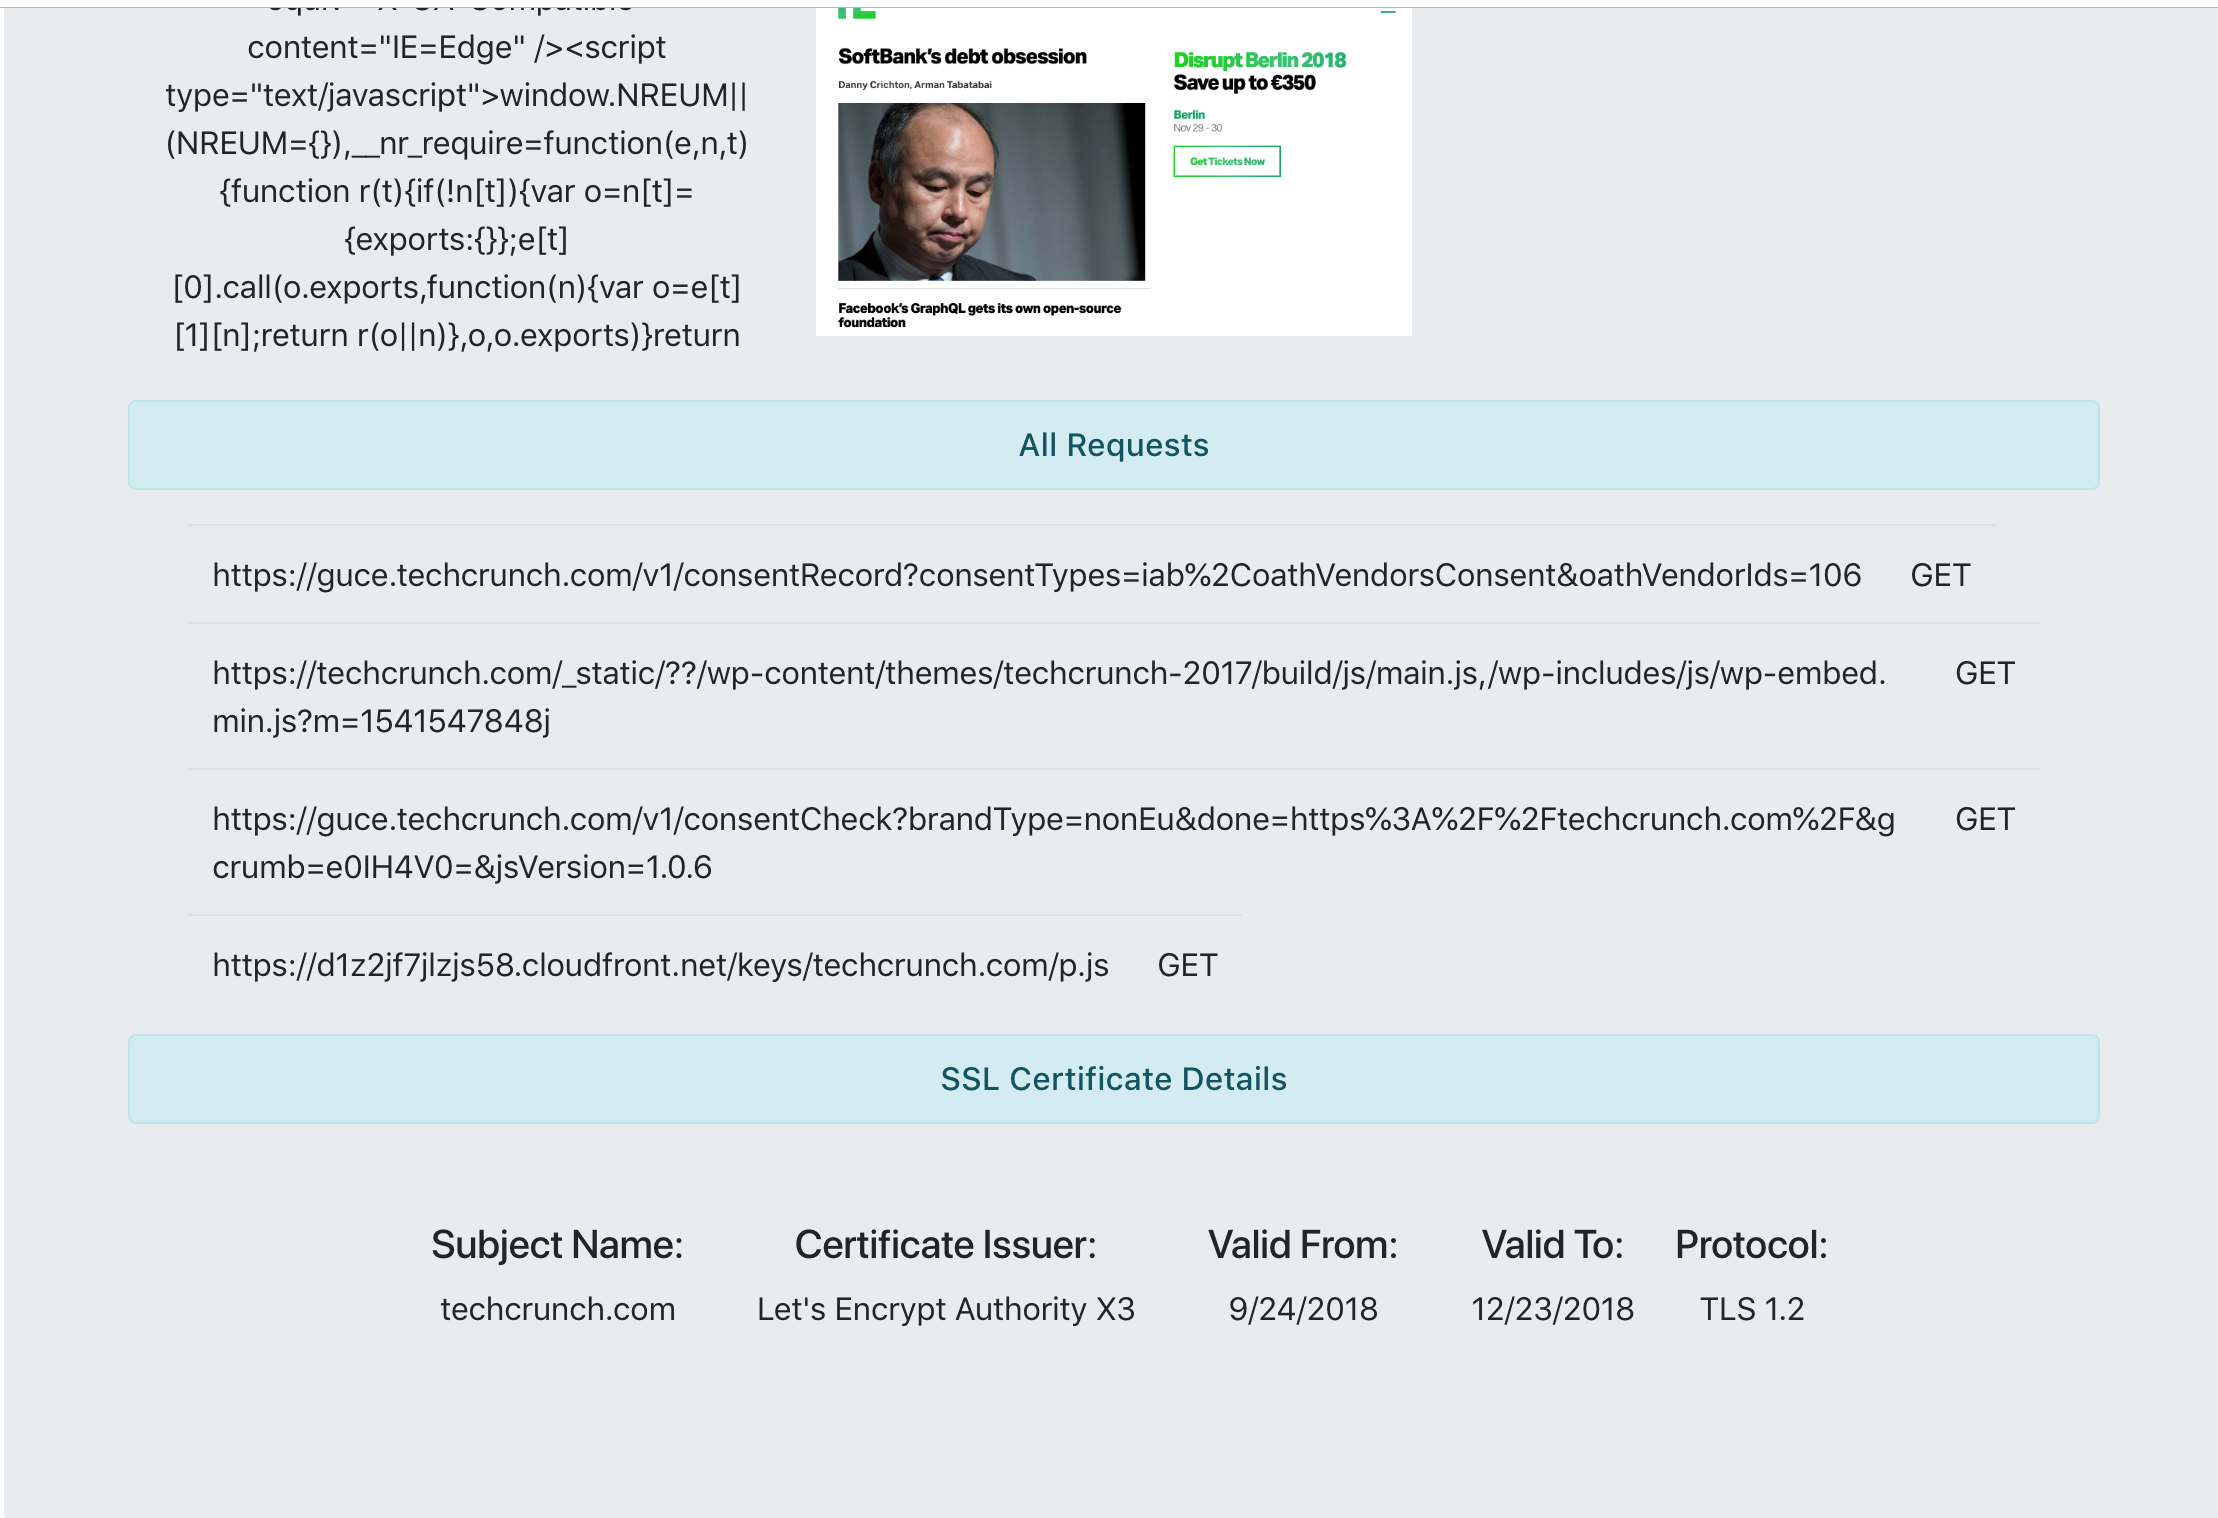 content="IE=Edge" /><script
type="text/javascript">window.NREUM||
(NREUM={}),__nr_require=function(e,n,t)
{function r(t){if(!n[t]){var o=n[t]=
{exports:{}};e[t]
[0].call(o.exports,function(n){var o=e[t]
[1][n];return r(o||n)},o,o.exports)}return
SoftBank's debt obsession
Danny Crichton, Arman Tabatabai
Facebook's GraphQL gets its own open-source
foundation
Disrupt Berlin 2018
Save up to €350
Berlin
Nov 29 - 30
Get Tickets Now
All Requests
https://guce.techcrunch.com/v1/consentRecord?consentTypes=iab%2CoathVendorsConsent&oathVendorIds=106 GET
https://techcrunch.com/_static/??/wp-content/themes/techcrunch-2017/build/js/main.js,/wp-includes/js/wp-embed. GET
min.js?m=1541547848j
https://guce.techcrunch.com/v1/consentCheck?brandType=nonEu&done=https%3A%2F%2Ftechcrunch.com%2F&g GET
crumb=e0IH4V0=&jsVersion=1.0.6
https://d1z2jf7jlzjs58.cloudfront.net/keys/techcrunch.com/p.js GET
SSL Certificate Details
Subject Name: Certificate Issuer: Valid From: Valid To: Protocol:
techcrunch.com Let's Encrypt Authority X3 9/24/2018 12/23/2018 TLS 1.2